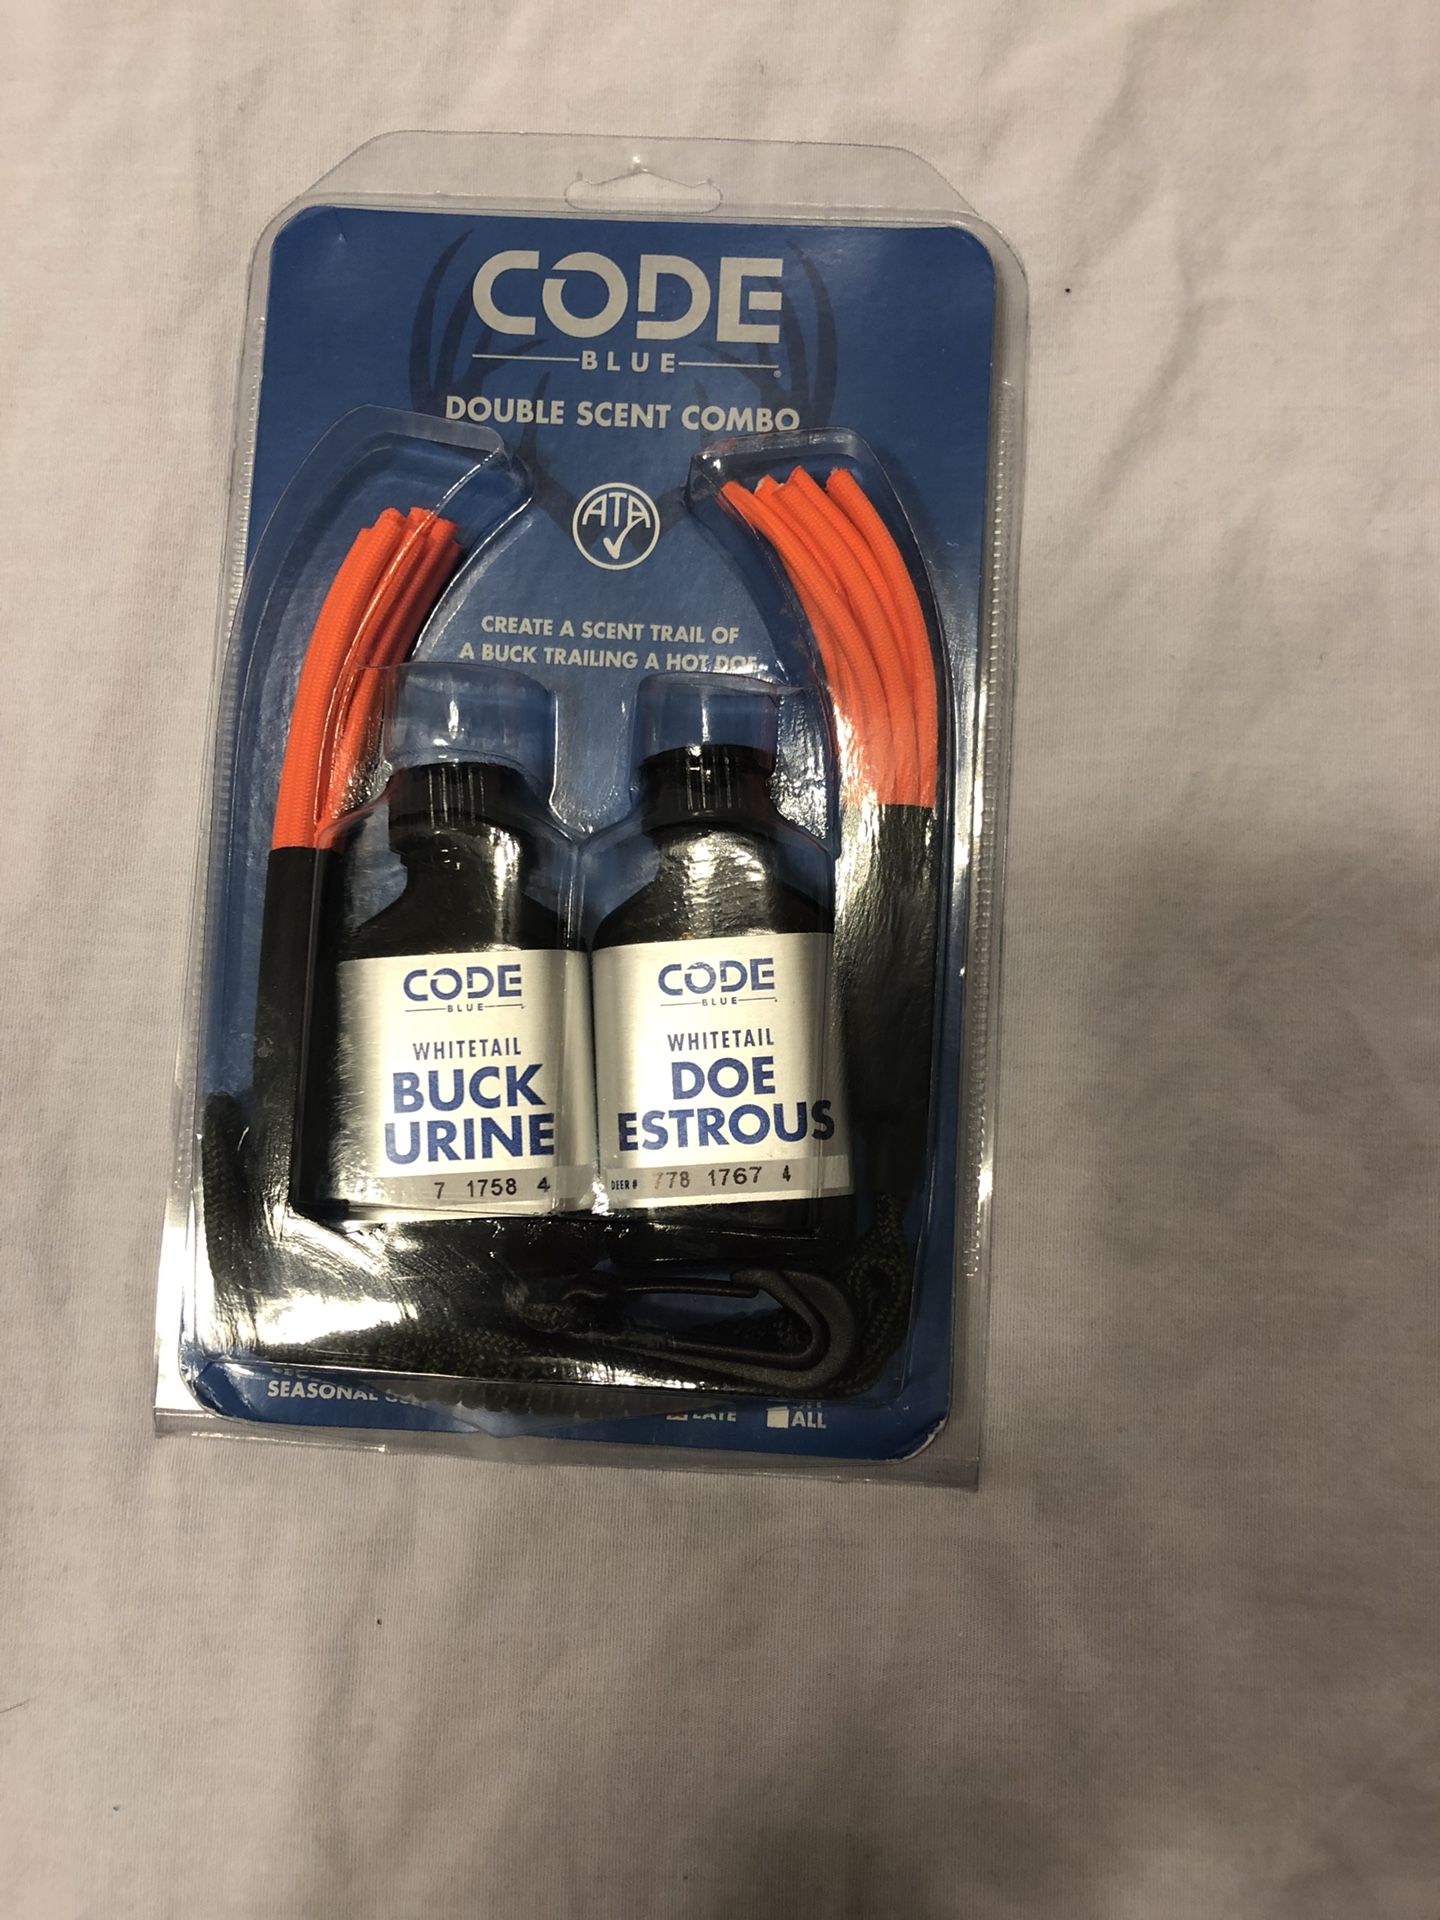 CODE
BLUE
DOUBLE SCENT COMBO
ATA
CREATE A SCENT TRAIL OF
A BUCK TRAILING A HOT DOE
CODE
BLUE
WHITETAIL
BUCK
URINE
7 1758 4
CODE
BLUE
WHITETAIL
DOE
ESTROUS
DEER # 778 1767 4
SEASONAL
LATE
ALL